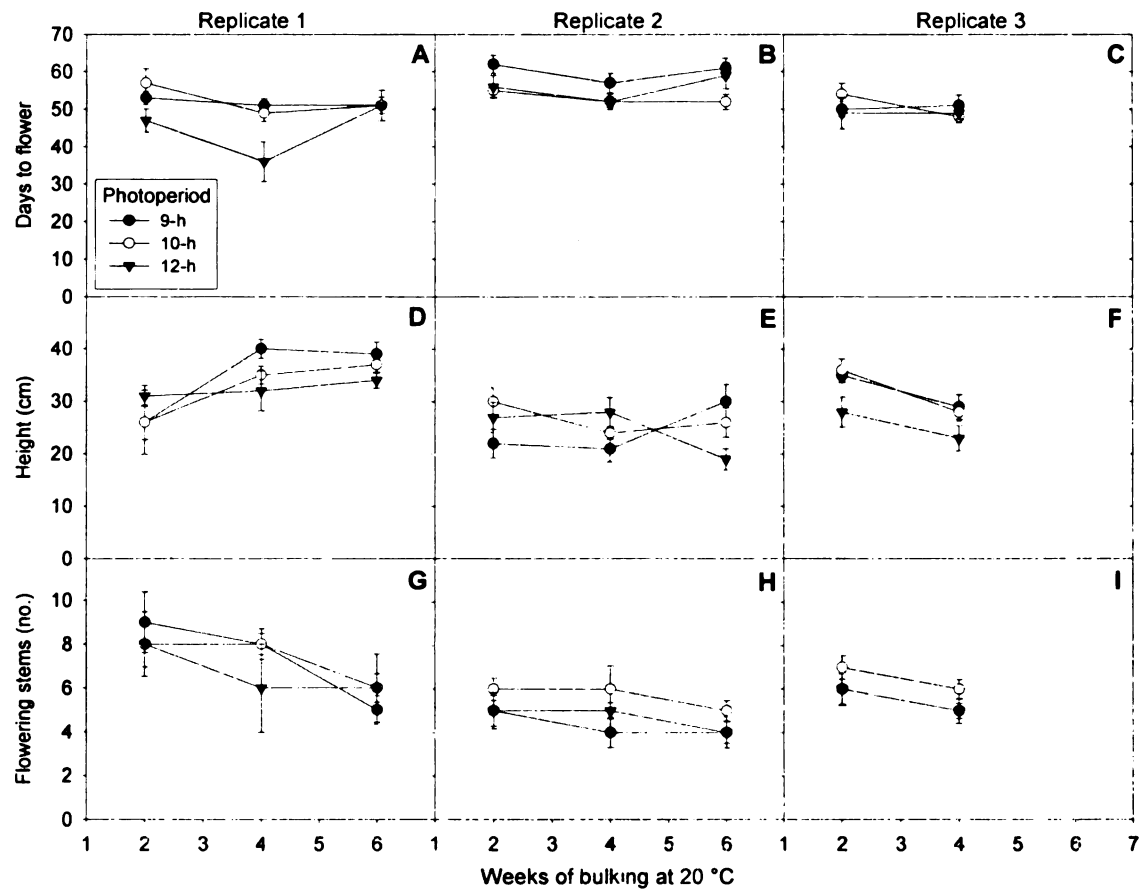 Replicate 1 Replicate 2 Replicate 3
Days to flower
70
60
50
40
30
20
10
0
A
B
C
Photoperiod
9-h
10-h
12-h
Height (cm)
40
30
20
10
0
D
E
F
Flowering stems (no.)
10
8
6
4
2
0
G
H
I
1 2 3 4 5 6 1 2 3 4 5 6 1 2 3 4 5 6 7
Weeks of bulking at 20 °C